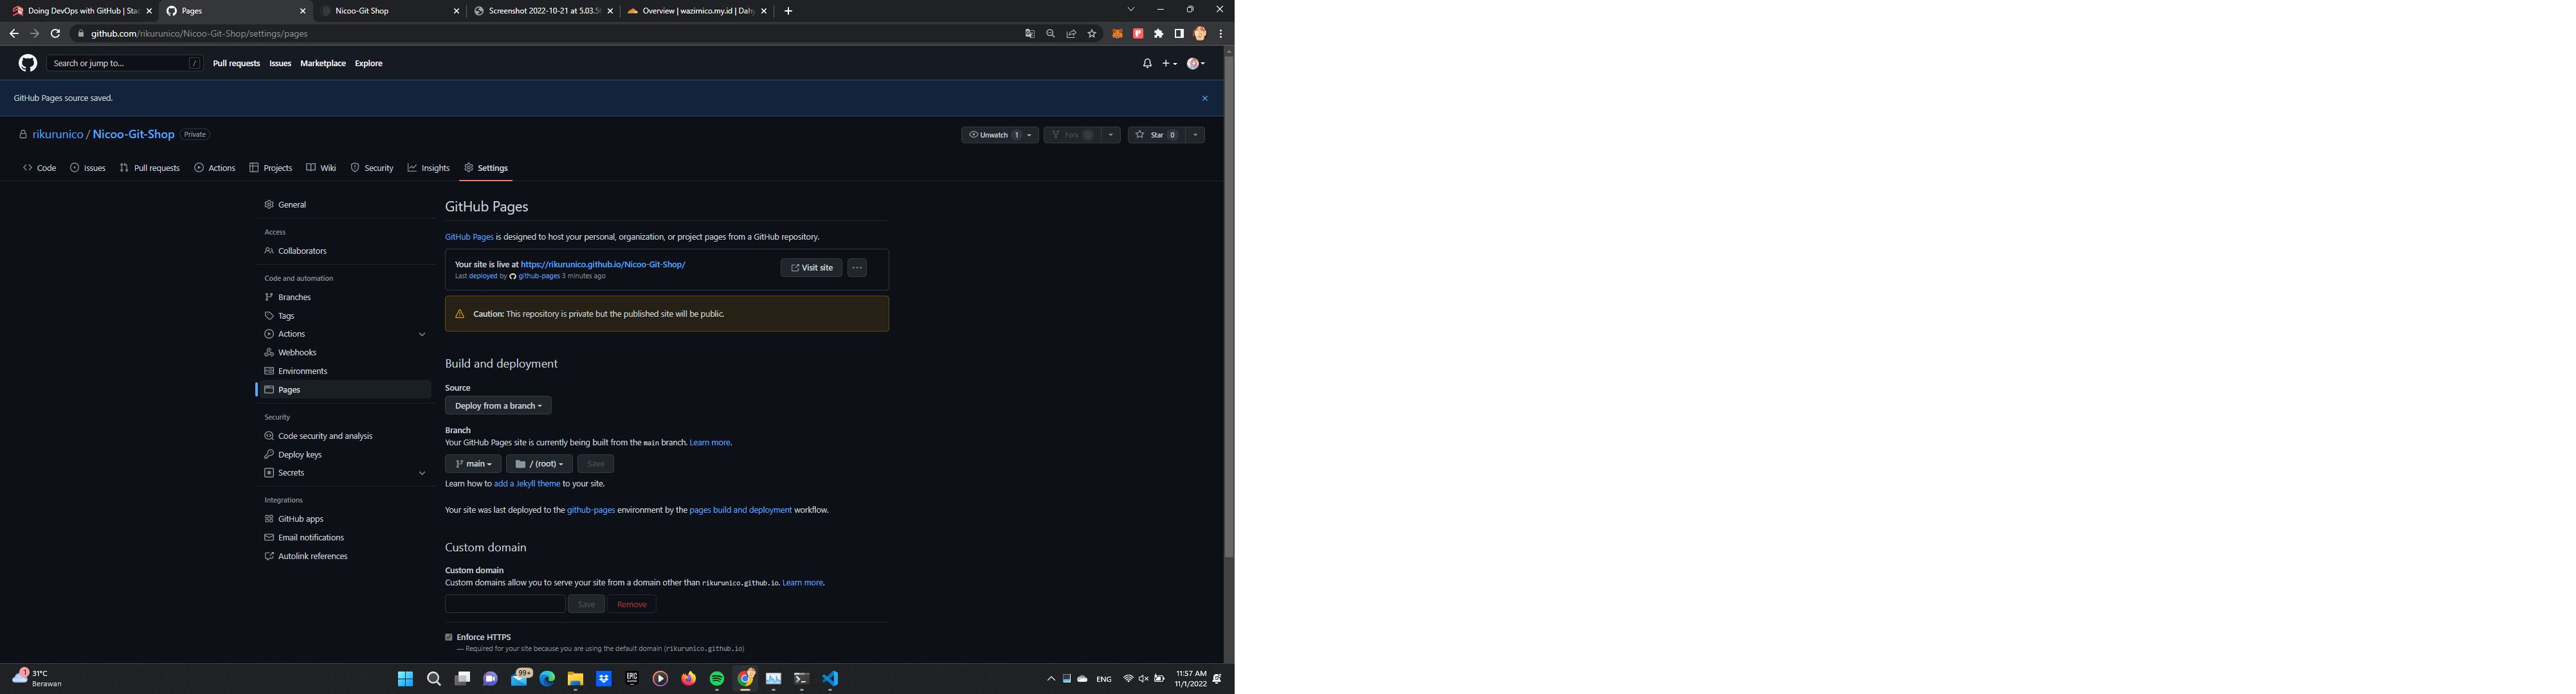 Doing DevOps with GitHub | Sta
Pages
Nicoo-Git Shop
Screenshot 2022-10-21 at 5.03.5
Overview | wazirnico.my.id | Dah
github.com/rikurunico/Nicoo-Git-Shop/settings/pages
Search or jump to...
/
Pull requests
Issues
Marketplace
Explore
GitHub Pages source saved.
rikurunico / Nicoo-Git-Shop
Private
Unwatch 1
Fork
Star 0
Code
Issues
Pull requests
Actions
Projects
Wiki
Security
Insights
Settings
General
Access
Collaborators
Code and automation
Branches
Tags
Actions
Webhooks
Environments
Pages
Security
Code security and analysis
Deploy keys
Secrets
Integrations
GitHub apps
Email notifications
Autolink references
GitHub Pages
GitHub Pages is designed to host your personal, organization, or project pages from a GitHub repository.
Your site is live at https://rikurunico.github.io/Nicoo-Git-Shop/
Last deployed by github-pages 3 minutes ago
Visit site
Caution: This repository is private but the published site will be public.
Build and deployment
Source
Deploy from a branch
Branch
Your GitHub Pages site is currently being built from the main branch. Learn more.
main
/ (root)
Save
Learn how to add a Jekyll theme to your site.
Your site was last deployed to the github-pages environment by the pages build and deployment workflow.
Custom domain
Custom domain
Custom domains allow you to serve your site from a domain other than rikurunico.github.io. Learn more.
Save
Remove
Enforce HTTPS
— Required for your site because you are using the default domain (rikurunico.github.io)
1
31°C
Berawan
99+
EPIC
ENG
11:57 AM
11/1/2022